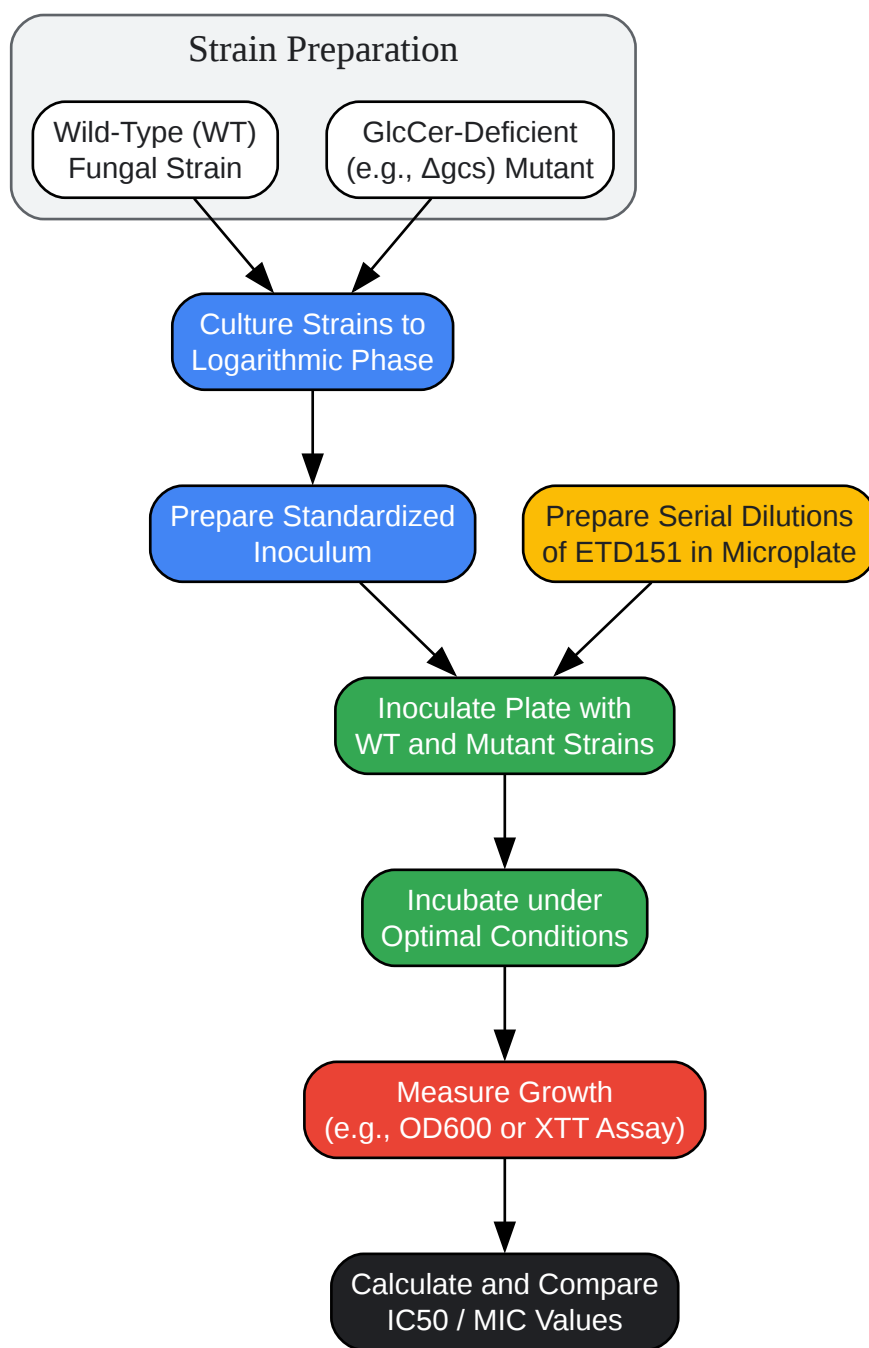 Strain Preparation
Wild-Type (WT)
Fungal Strain
GlcCer-Deficient
(e.g., Δgcs) Mutant
Culture Strains to
Logarithmic Phase
Prepare Standardized
Inoculum
Prepare Serial Dilutions
of ETD151 in Microplate
Inoculate Plate with
WT and Mutant Strains
Incubate under
Optimal Conditions
Measure Growth
(e.g., OD600 or XTT Assay)
Calculate and Compare
IC50 / MIC Values